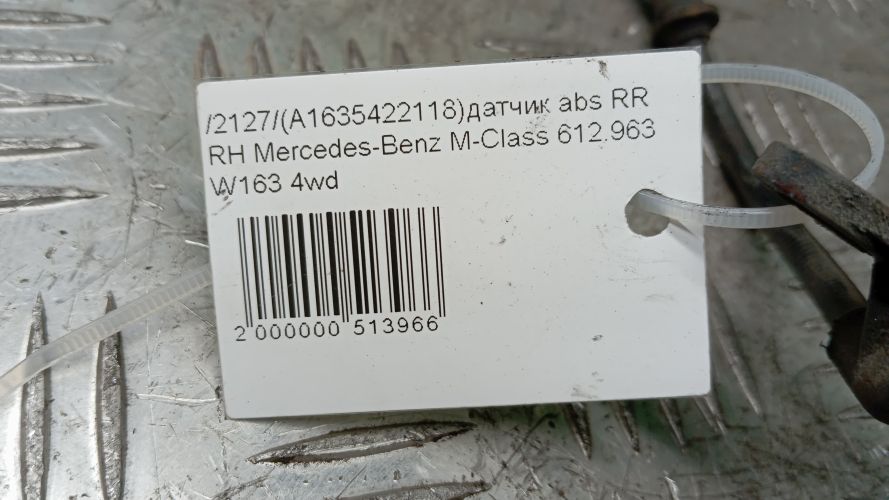 /2127/(A1635422118)датчик abs RR
RH Mercedes-Benz M-Class 612.963
W163 4wd
2 000000 513966